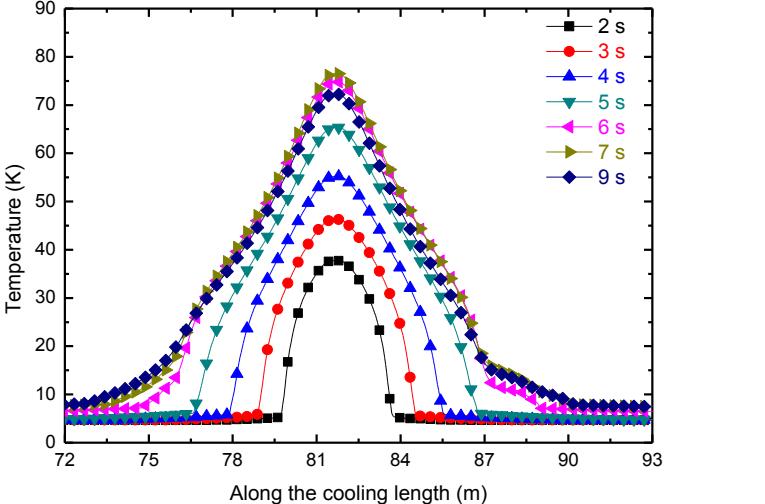 90
80
70
60
50
40
30
20
10
0
Temperature (K)
2 s
3 s
4 s
5 s
6 s
7 s
9 s
72 75 78 81 84 87 90 93
Along the cooling length (m)